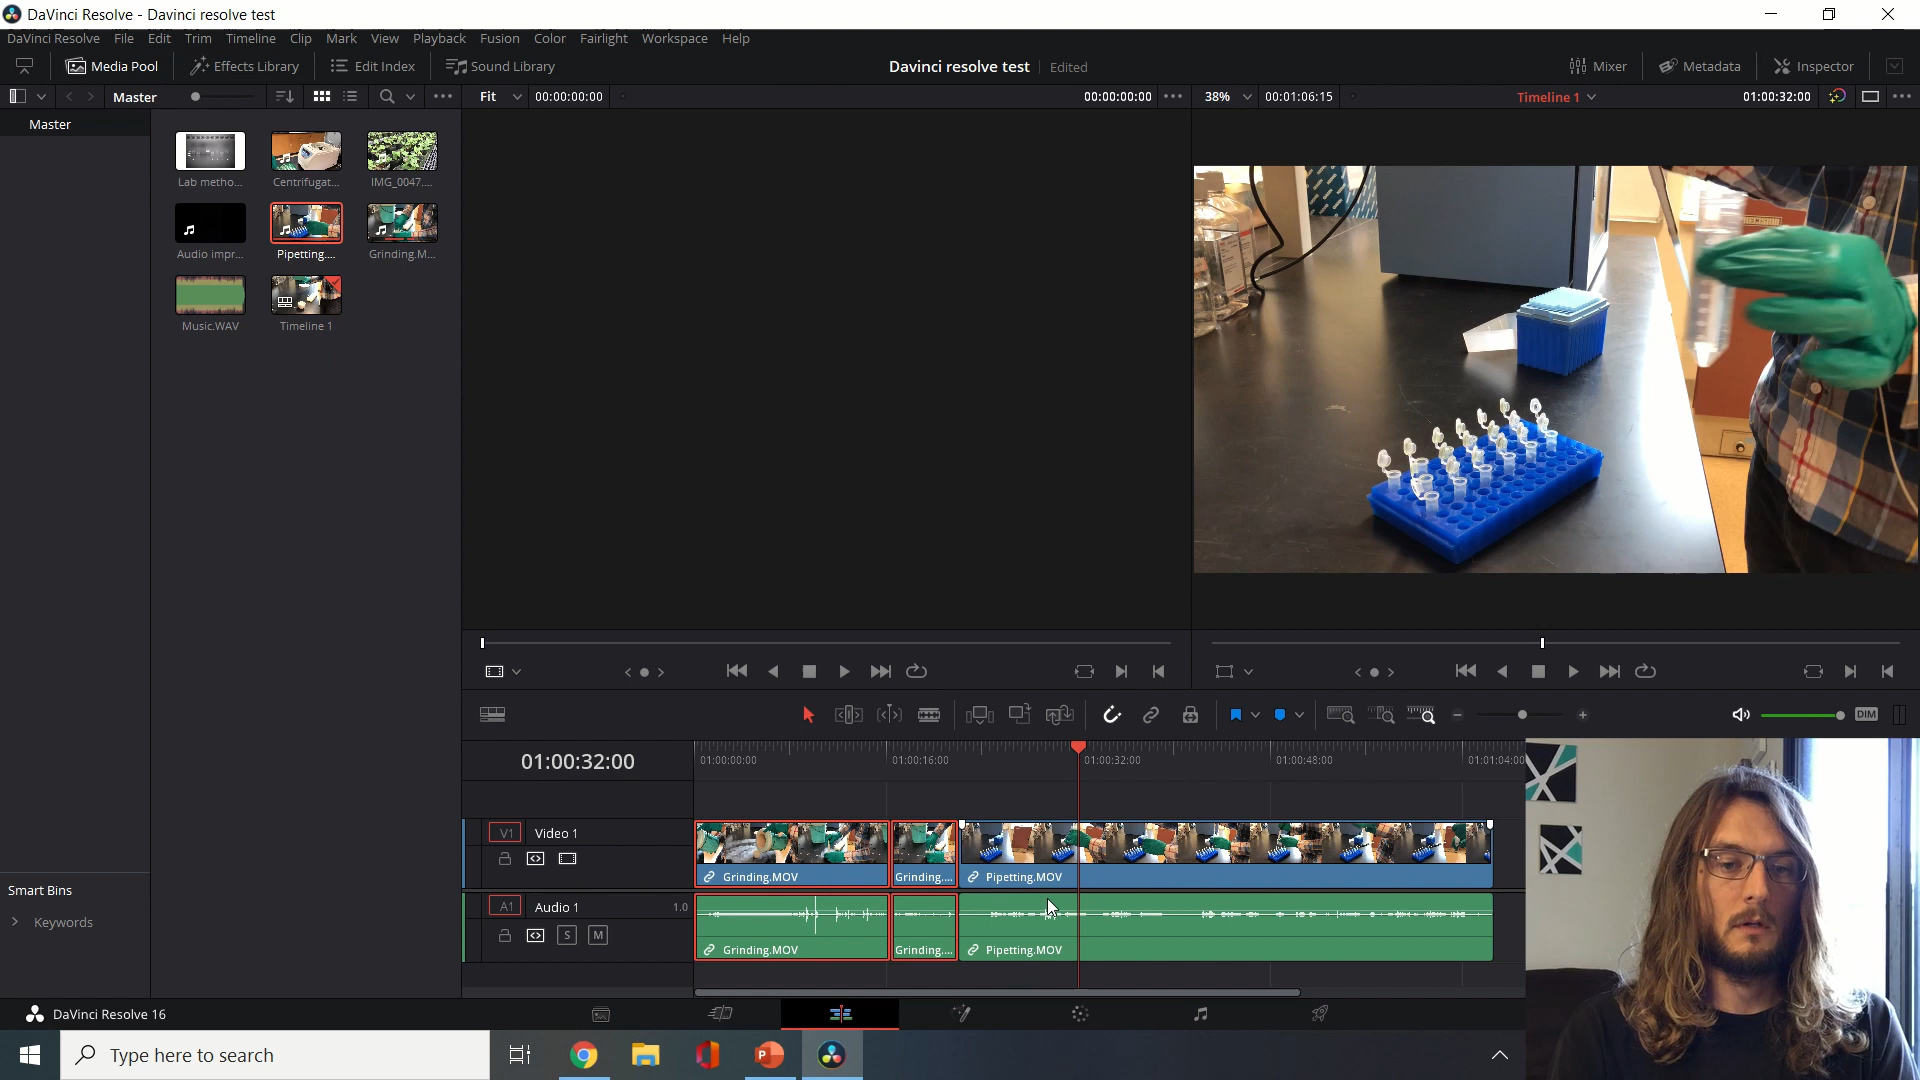 DaVinci Resolve - Davinci resolve test
DaVinci Resolve File Edit Trim Timeline Clip Mark View Playback Fusion Color Fairlight Workspace Help
Media Pool Effects Library Edit Index Sound Library Davinci resolve test Edited Mixer Metadata Inspector
Master Fit 00:00:00:00 00:00:00:00 38% 00:01:06:15 Timeline 1 01:00:32:00
Master
Lab metho... Centrifugat... IMG_0047....
Audio impr... Pipetting.... Grinding.M...
Music.WAV Timeline 1
DIM
01:00:32:00 01:00:00:00 01:00:16:00 01:00:32:00 01:00:48:00 01:01:04:00
V1 Video 1
Grinding.MOV Grinding.... Pipetting.MOV
Smart Bins
A1 Audio 1 1.0
Keywords
S M
Grinding.MOV Grinding.... Pipetting.MOV
DaVinci Resolve 16
Type here to search